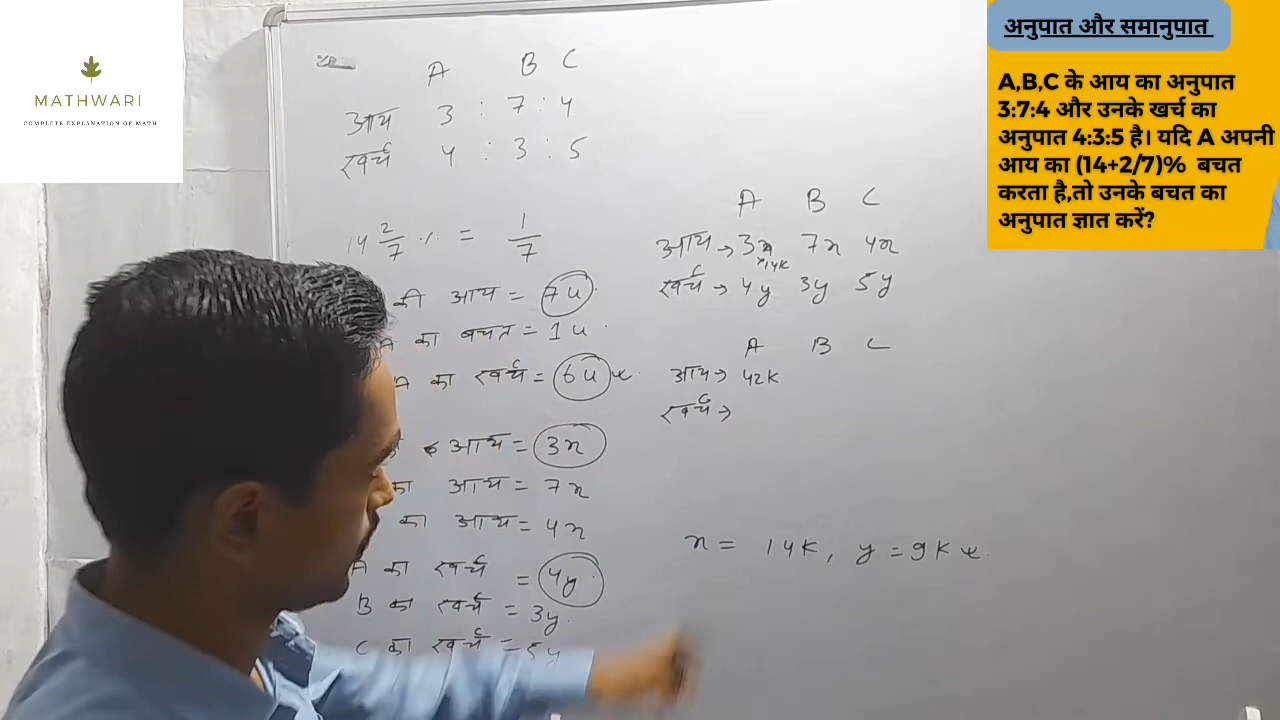 MATHWARI
COMPLETE EXPLANATION OF MATH
अनुपात और समानुपात
A,B,C के आय का अनुपात
3:7:4 और उनके खर्च का
अनुपात 4:3:5 है। यदि A अपनी
आय का (14+2/7)% बचत
करता है,तो उनके बचत का
अनुपात ज्ञात करें?
A B C
आय 3 : 7 : 4
खर्च 4 : 3 : 5
14 2/7 % = 1/7
की आय = 7u
A का बचत = 1u
A का खर्च = 6u
आय = 3x
का आय = 7x
का आय = 4x
A का खर्च = 4y
B का खर्च = 3y
C का खर्च = 5y
A B C
आय → 3x 7x 4x
×14K
खर्च → 4y 3y 5y
A B C
आय → 42K
खर्च →
x = 14K, y = 9K